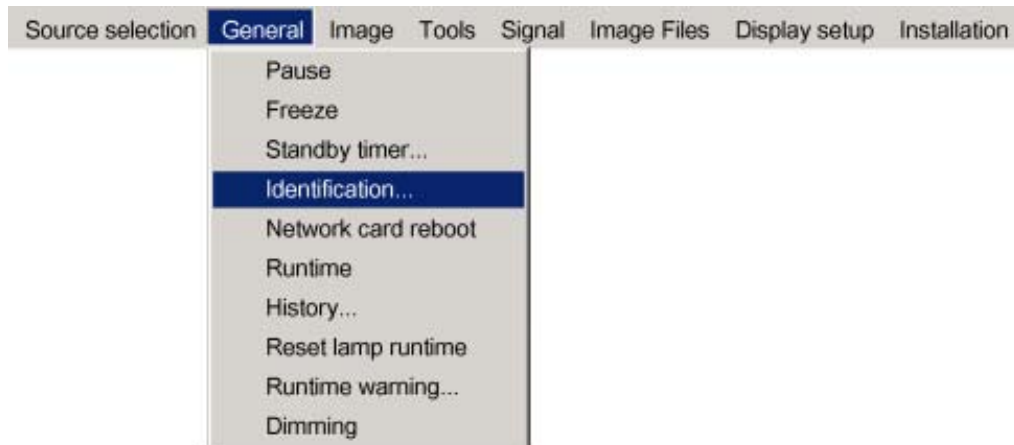 Source selection General Image Tools Signal Image Files Display setup Installation
Pause
Freeze
Standby timer...
Identification...
Network card reboot
Runtime
History...
Reset lamp runtime
Runtime warning...
Dimming